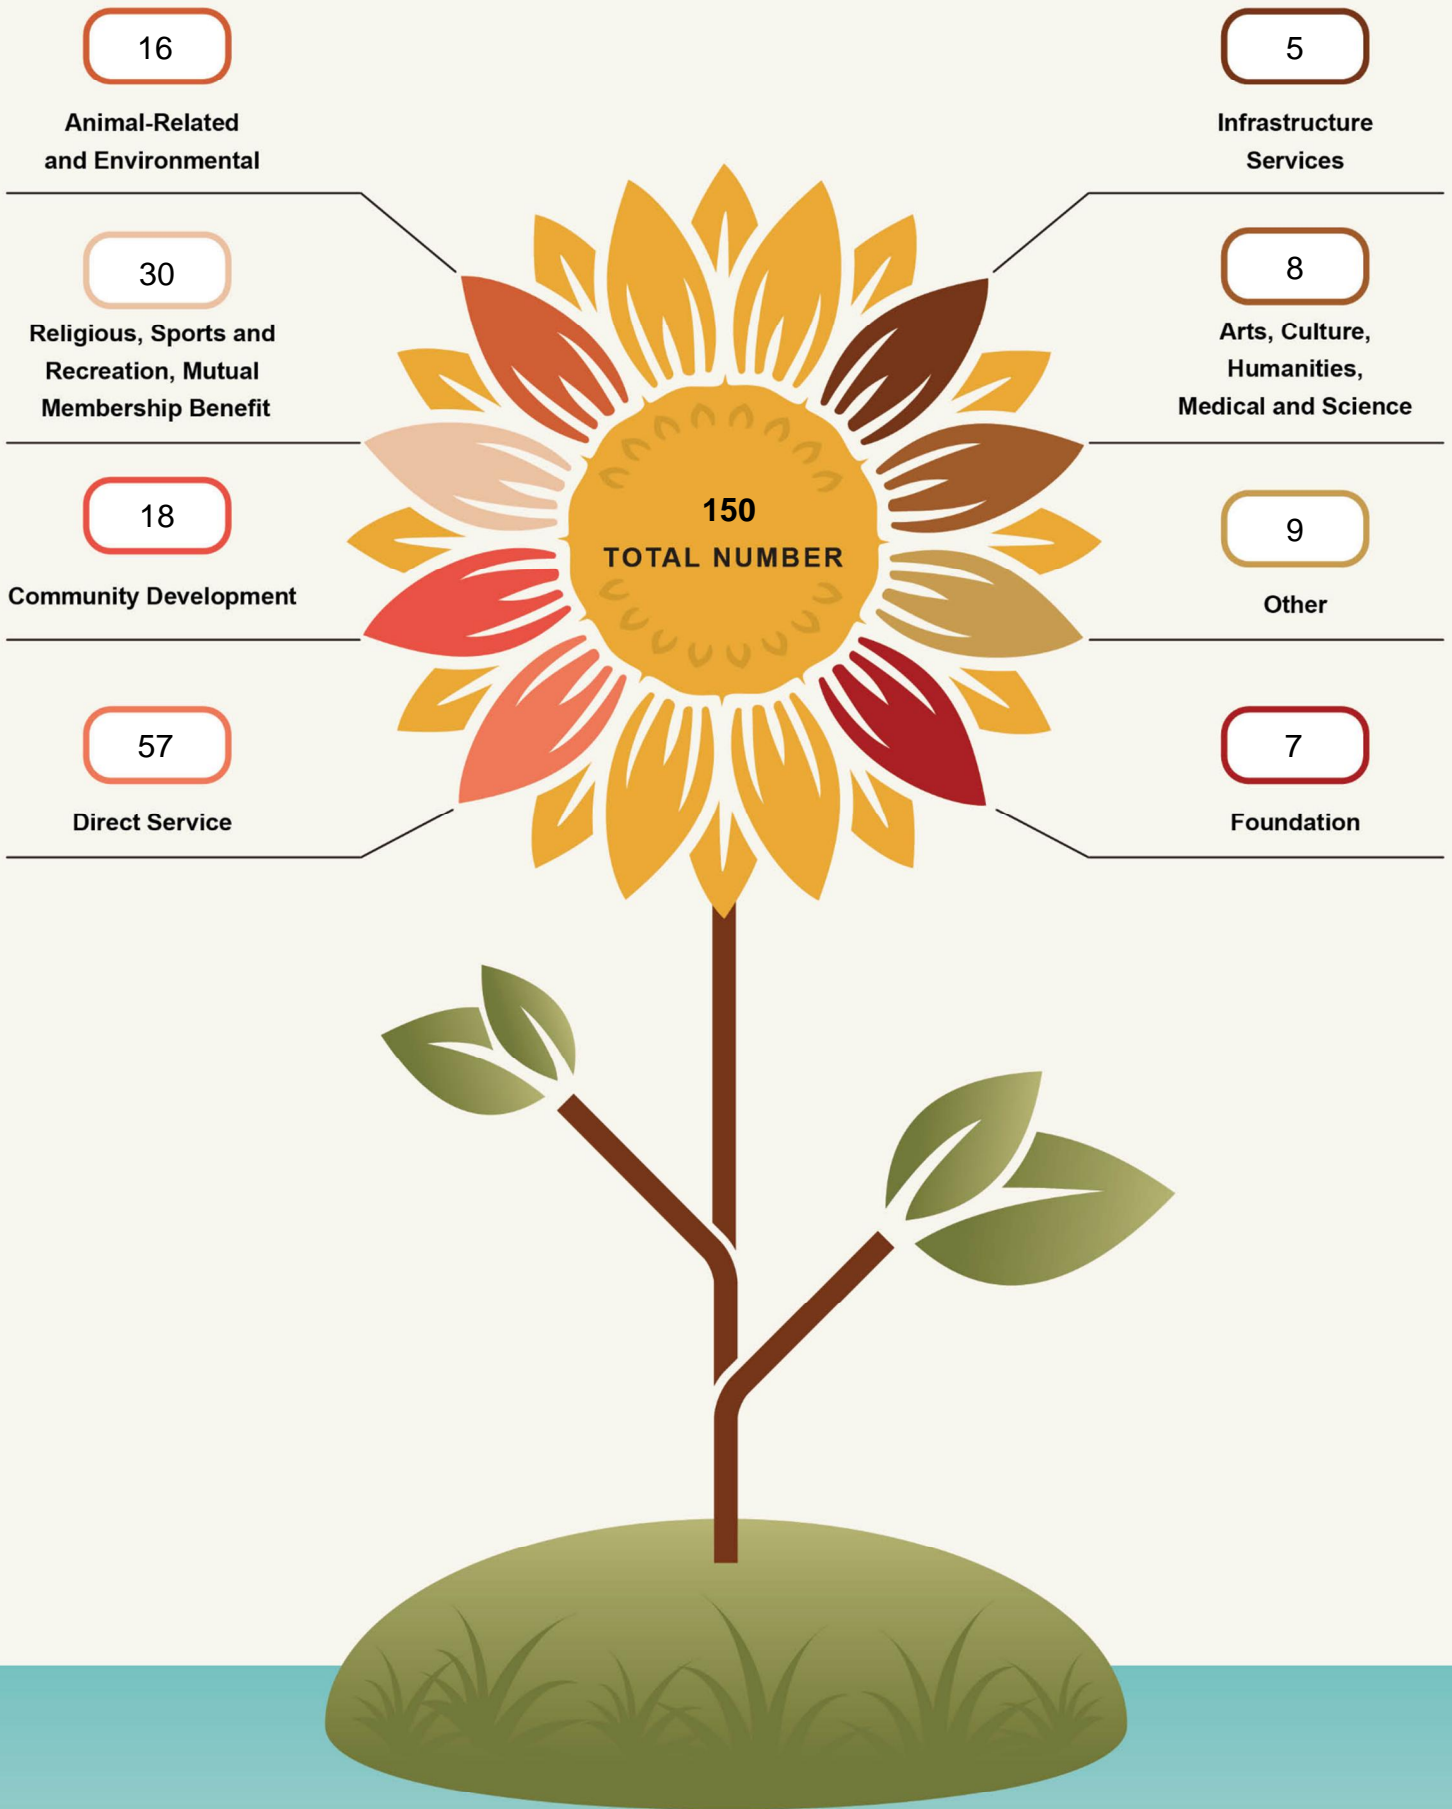 16
Animal-Related
and Environmental
30
Religious, Sports and
Recreation, Mutual
Membership Benefit
18
Community Development
57
Direct Service
150
TOTAL NUMBER
5
Infrastructure
Services
8
Arts, Culture,
Humanities,
Medical and Science
9
Other
7
Foundation